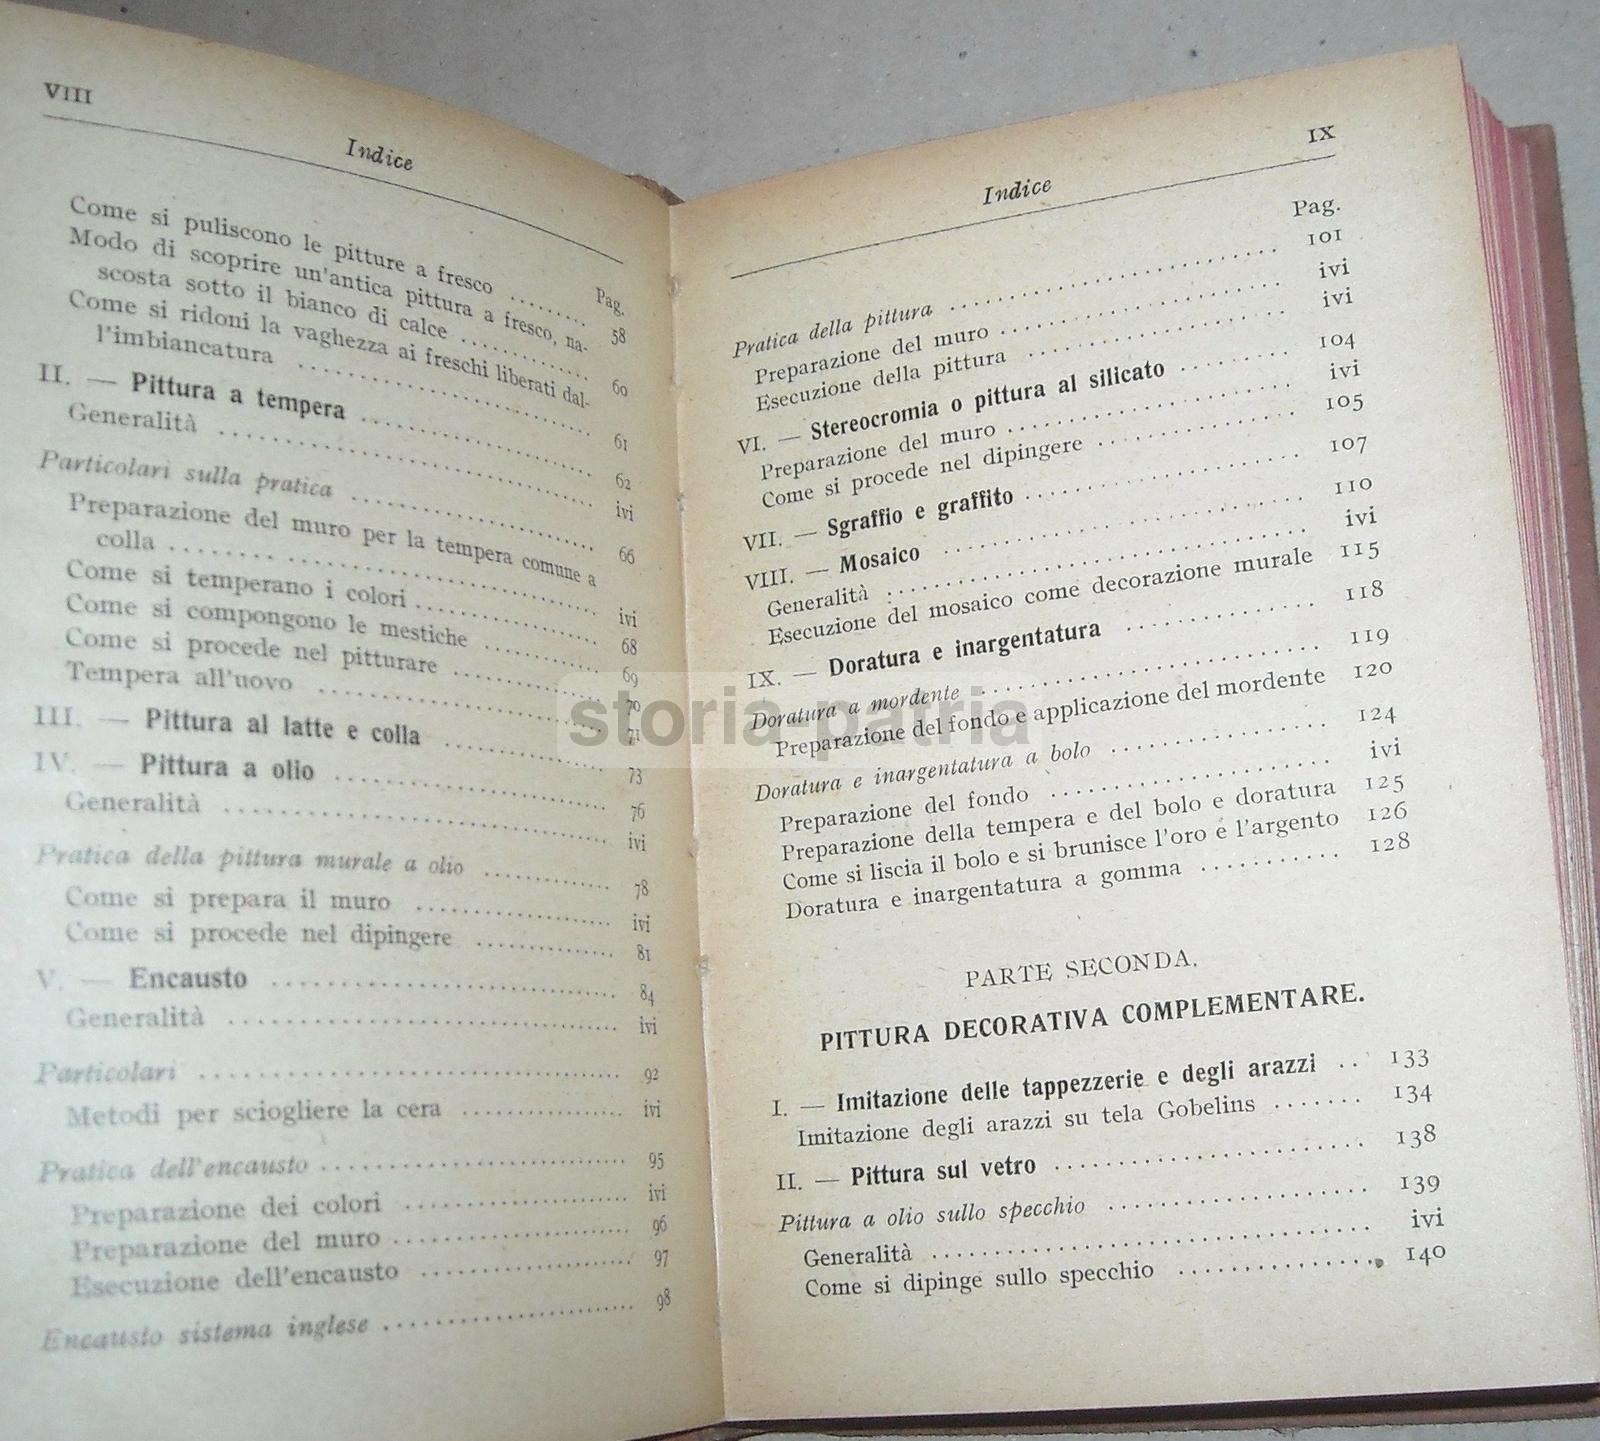 VIII
Indice
Pag.
Come si puliscono le pitture a fresco ......... 58
Modo di scoprire un'antica pittura a fresco, na-
scosta sotto il bianco di calce ............ 60
Come si ridoni la vaghezza ai freschi liberati dal-
l'imbiancatura ........................ 61
II. — Pittura a tempera ..................... 62
Generalità ........................... ivi
Particolari sulla pratica ..................... 66
Preparazione del muro per la tempera comune a
colla ........ ........................ ivi
Come si temperano i colori ................. 68
Come si compongono le mestiche ............ 69
Come si procede nel pitturare .............. 70
Tempera all'uovo ........................ 71
III. — Pittura al latte e colla ............... 73
IV. — Pittura a olio ........................ 76
Generalità ........................... ivi
Pratica della pittura murale a olio ............ 78
Come si prepara il muro .................. ivi
Come si procede nel dipingere .............. 81
V. — Encausto ........................... 84
Generalità ........................... ivi
Particolari ........................... 92
Metodi per sciogliere la cera ............... ivi
Pratica dell'encausto ........................ 95
Preparazione dei colori .................. ivi
Preparazione del muro .................. 96
Esecuzione dell'encausto .................. 97
Encausto sistema inglese ..................... 98
IX
Indice
Pag.
Pratica della pittura ........................ 101
Preparazione del muro ..................... ivi
Esecuzione della pittura .................. ivi
VI. — Stereocromia o pittura al silicato ........ 104
Preparazione del muro ..................... ivi
Come si procede nel dipingere ............... 105
VII. — Sgraffio e graffito ..................... 107
VIII. — Mosaico ........................... 110
Generalità ........................... ivi
Esecuzione del mosaico come decorazione murale 115
IX. — Doratura e inargentatura ............... 118
Doratura a mordente ........................ 119
Preparazione del fondo e applicazione del mordente 120
Doratura e inargentatura a bolo ............... 124
Preparazione del fondo ..................... ivi
Preparazione della tempera e del bolo e doratura 125
Come si liscia il bolo e si brunisce l'oro e l'argento 126
Doratura e inargentatura a gomma ........... 128
PARTE SECONDA.
PITTURA DECORATIVA COMPLEMENTARE.
I. — Imitazione delle tappezzerie e degli arazzi .. 133
Imitazione degli arazzi su tela Gobelins ....... 134
II. — Pittura sul vetro ..................... 138
Pittura a olio sullo specchio .................. 139
Generalità ........................... ivi
Come si dipinge sullo specchio ............... 140
storia-patria